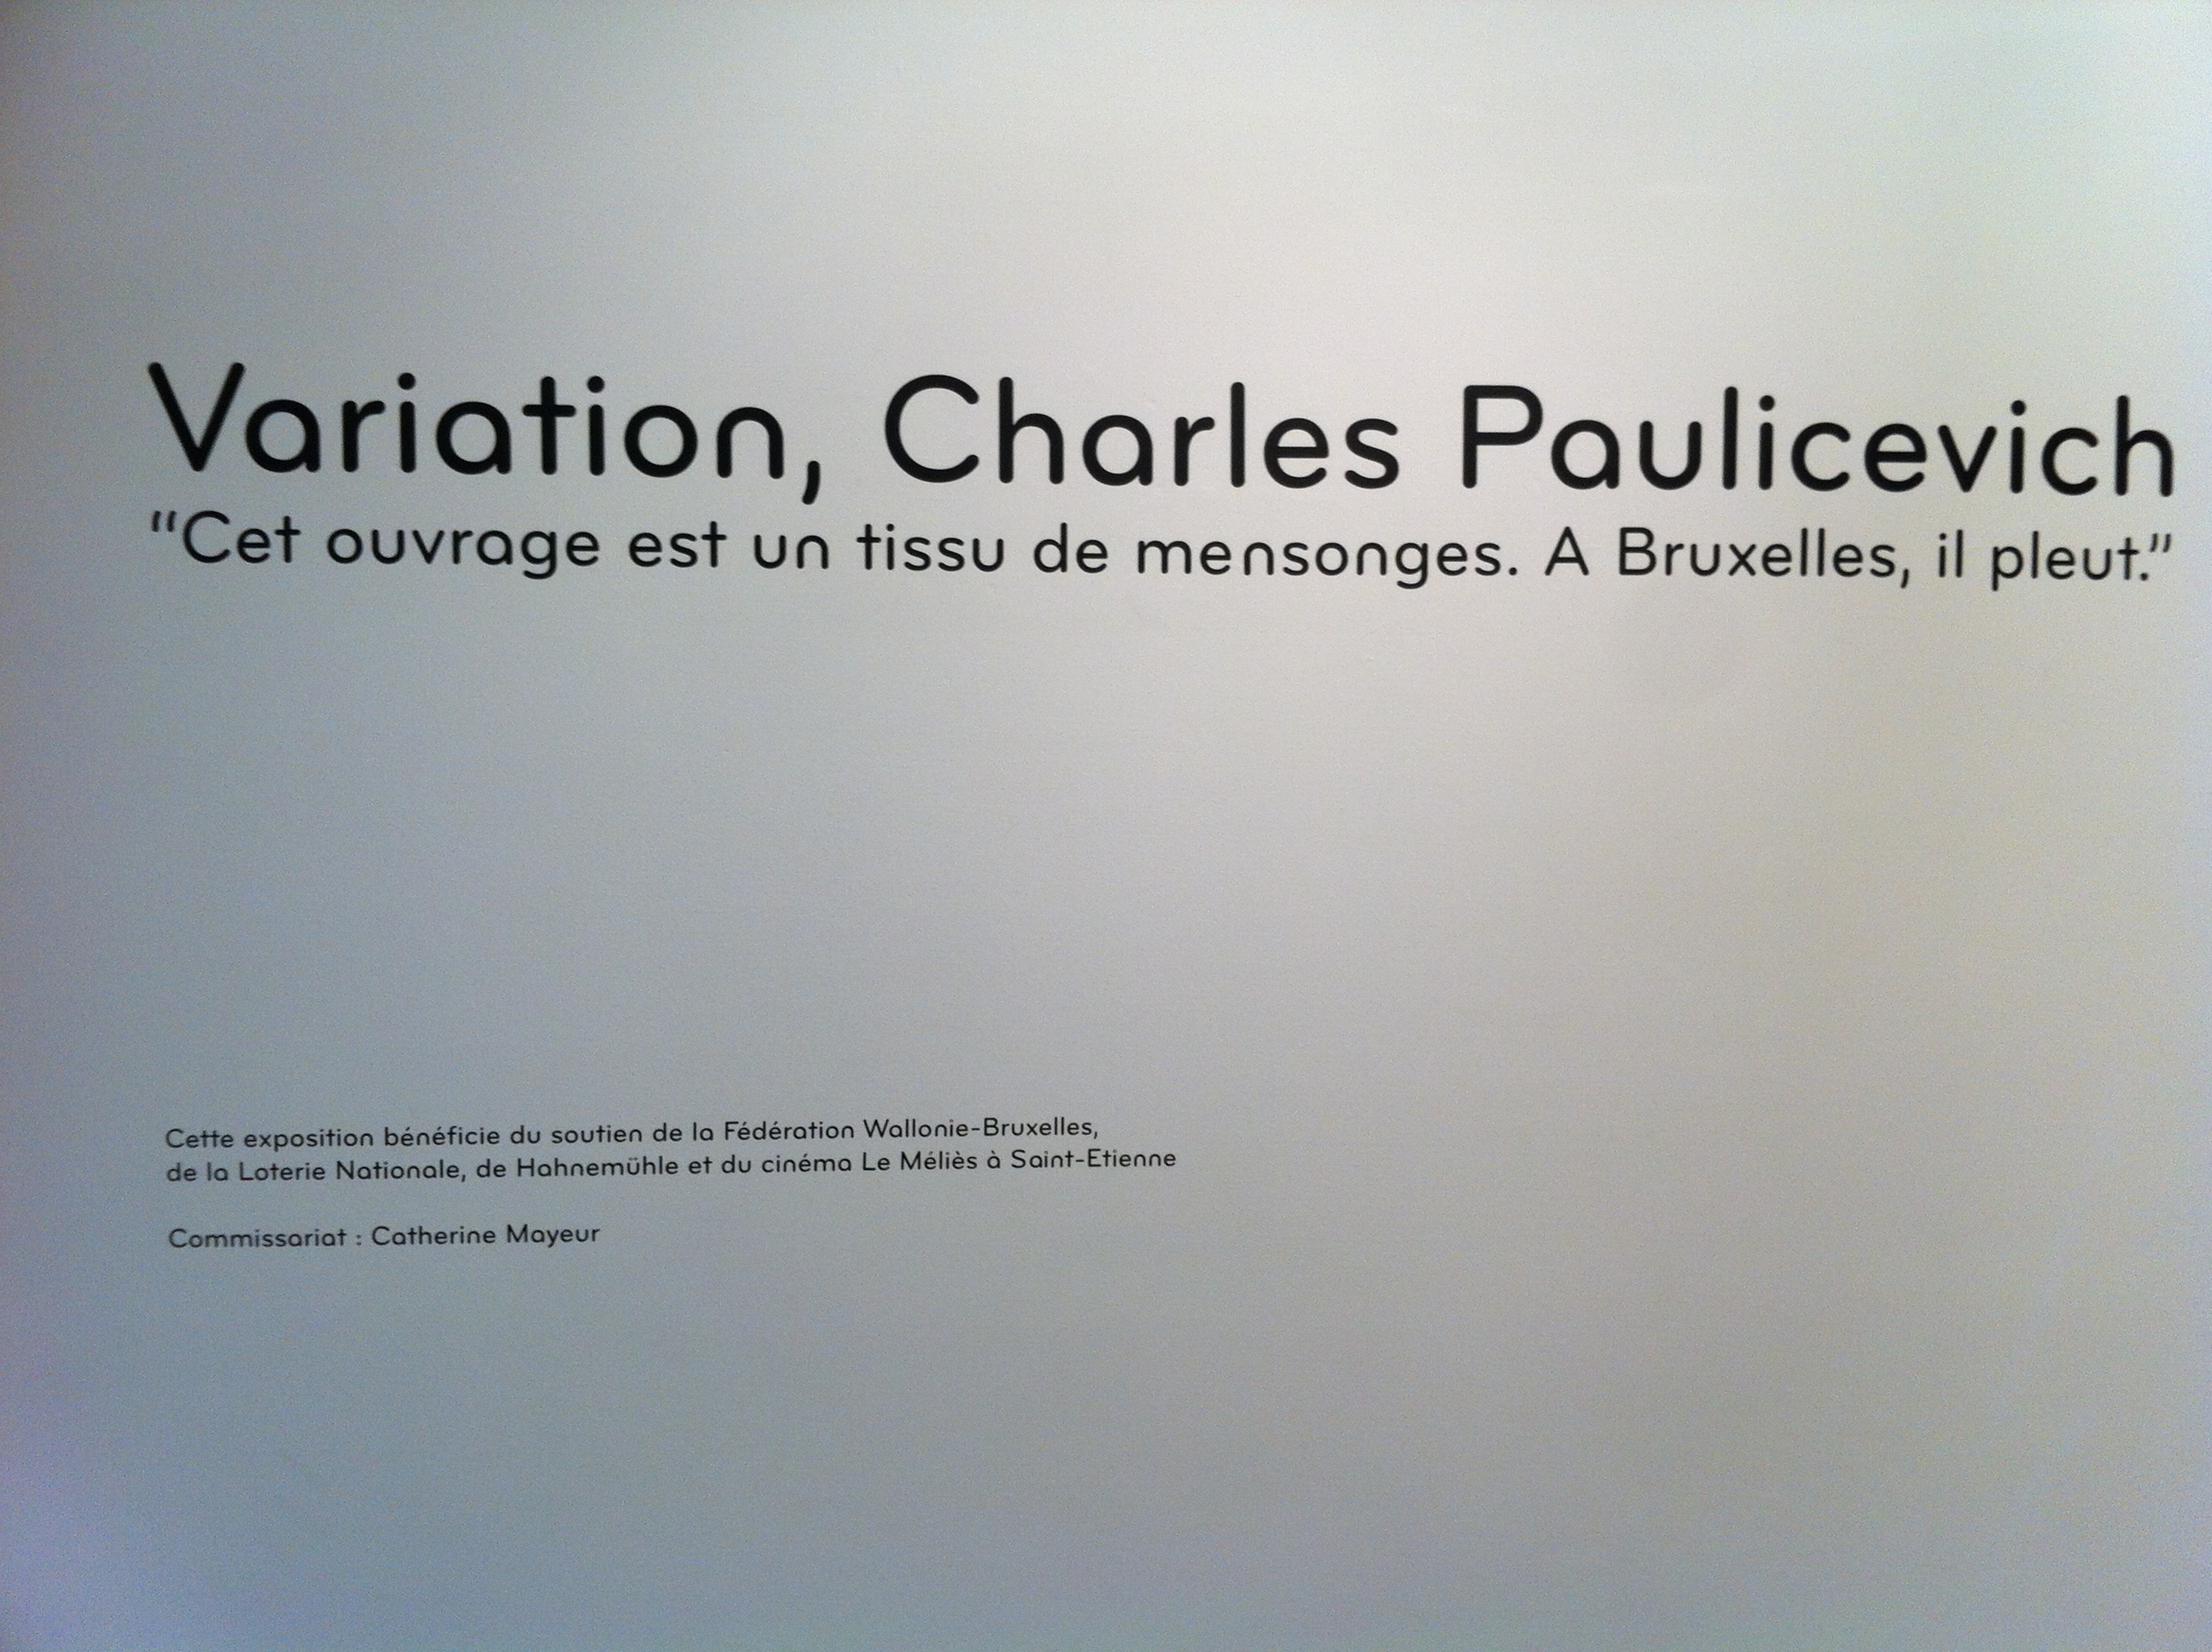 Variation, Charles Paulicevich
“Cet ouvrage est un tissu de mensonges. A Bruxelles, il pleut.”
Cette exposition bénéficie du soutien de la Fédération Wallonie-Bruxelles,
de la Loterie Nationale, de Hahnemühle et du cinéma Le Méliès à Saint-Etienne
Commissariat : Catherine Mayeur